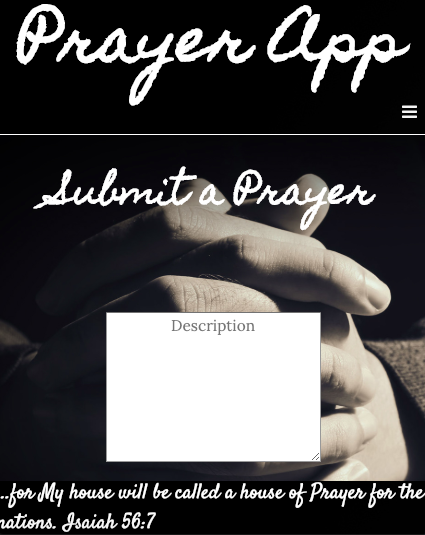 Prayer App
Submit a Prayer
Description
...for My house will be called a house of Prayer for the
nations. Isaiah 56:7